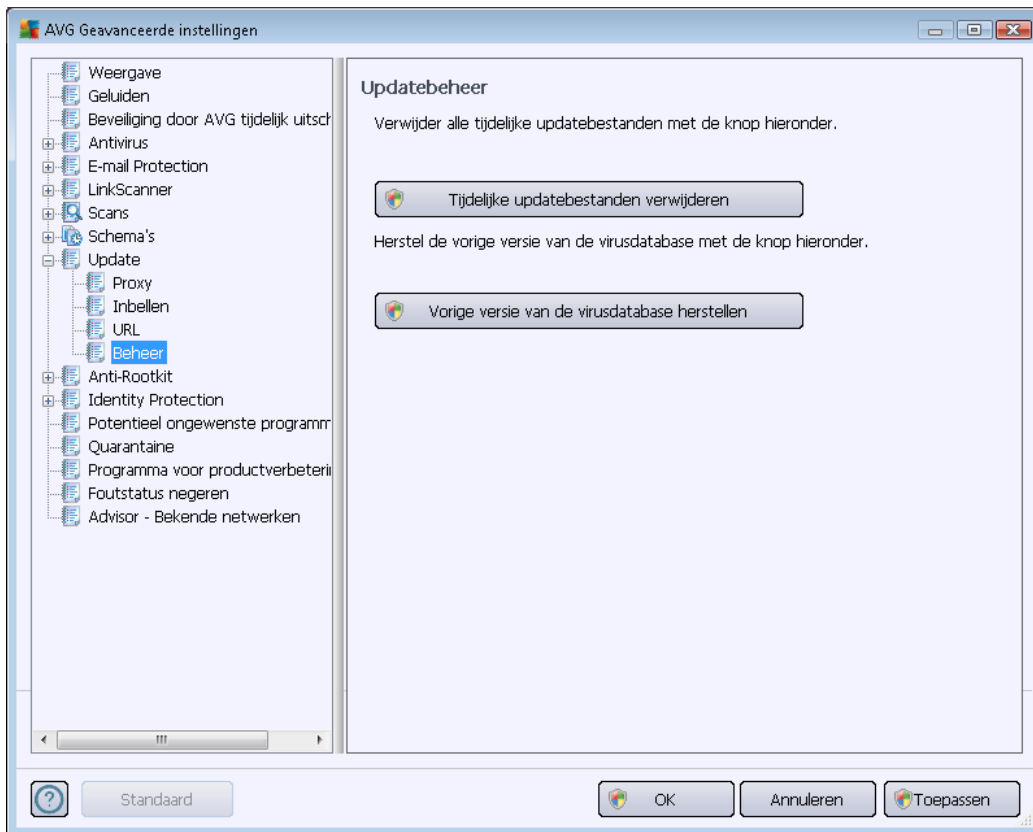 AVG Geavanceerde instellingen
Weergave
Geluiden
Beveiliging door AVG tijdelijk uitsch
Antivirus
E-mail Protection
LinkScanner
Scans
Schema's
Update
Proxy
Inbellen
URL
Beheer
Anti-Rootkit
Identity Protection
Potentieel ongewenste programm
Quarantaine
Programma voor productverbeteri
Foutstatus negeren
Advisor - Bekende netwerken
Updatebeheer
Verwijder alle tijdelijke updatebestanden met de knop hieronder.
Tijdelijke updatebestanden verwijderen
Herstel de vorige versie van de virusdatabase met de knop hieronder.
Vorige versie van de virusdatabase herstellen
Standaard
OK
Annuleren
Toepassen